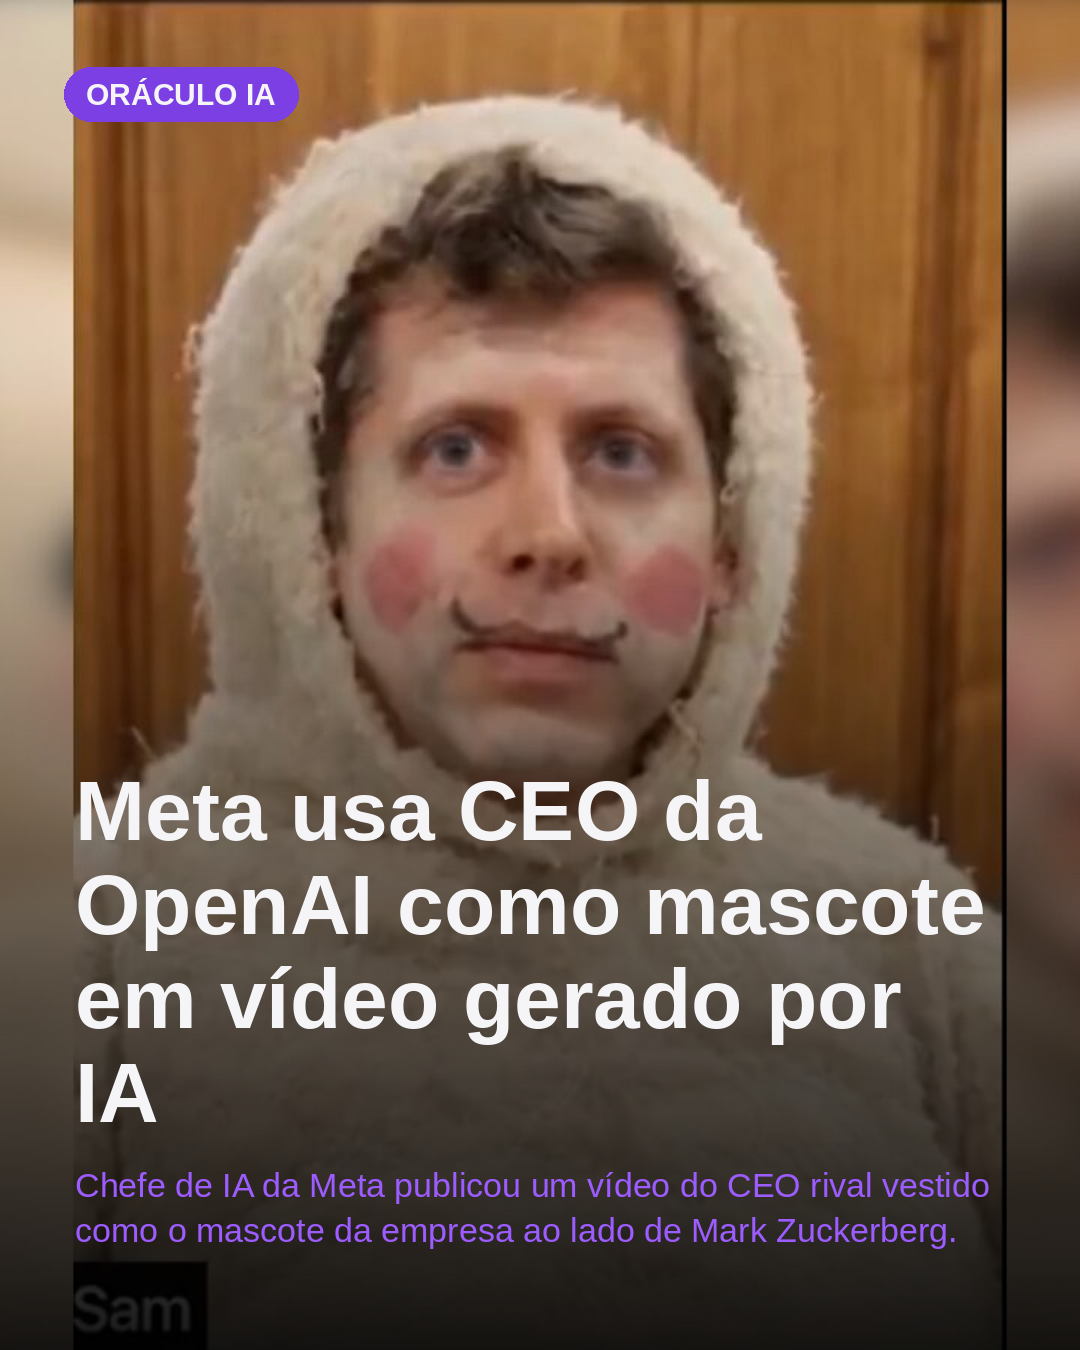 ORÁCULO IA
Meta usa CEO da
OpenAI como mascote
em vídeo gerado por
IA
Chefe de IA da Meta publicou um vídeo do CEO rival vestido
como o mascote da empresa ao lado de Mark Zuckerberg.
Sam